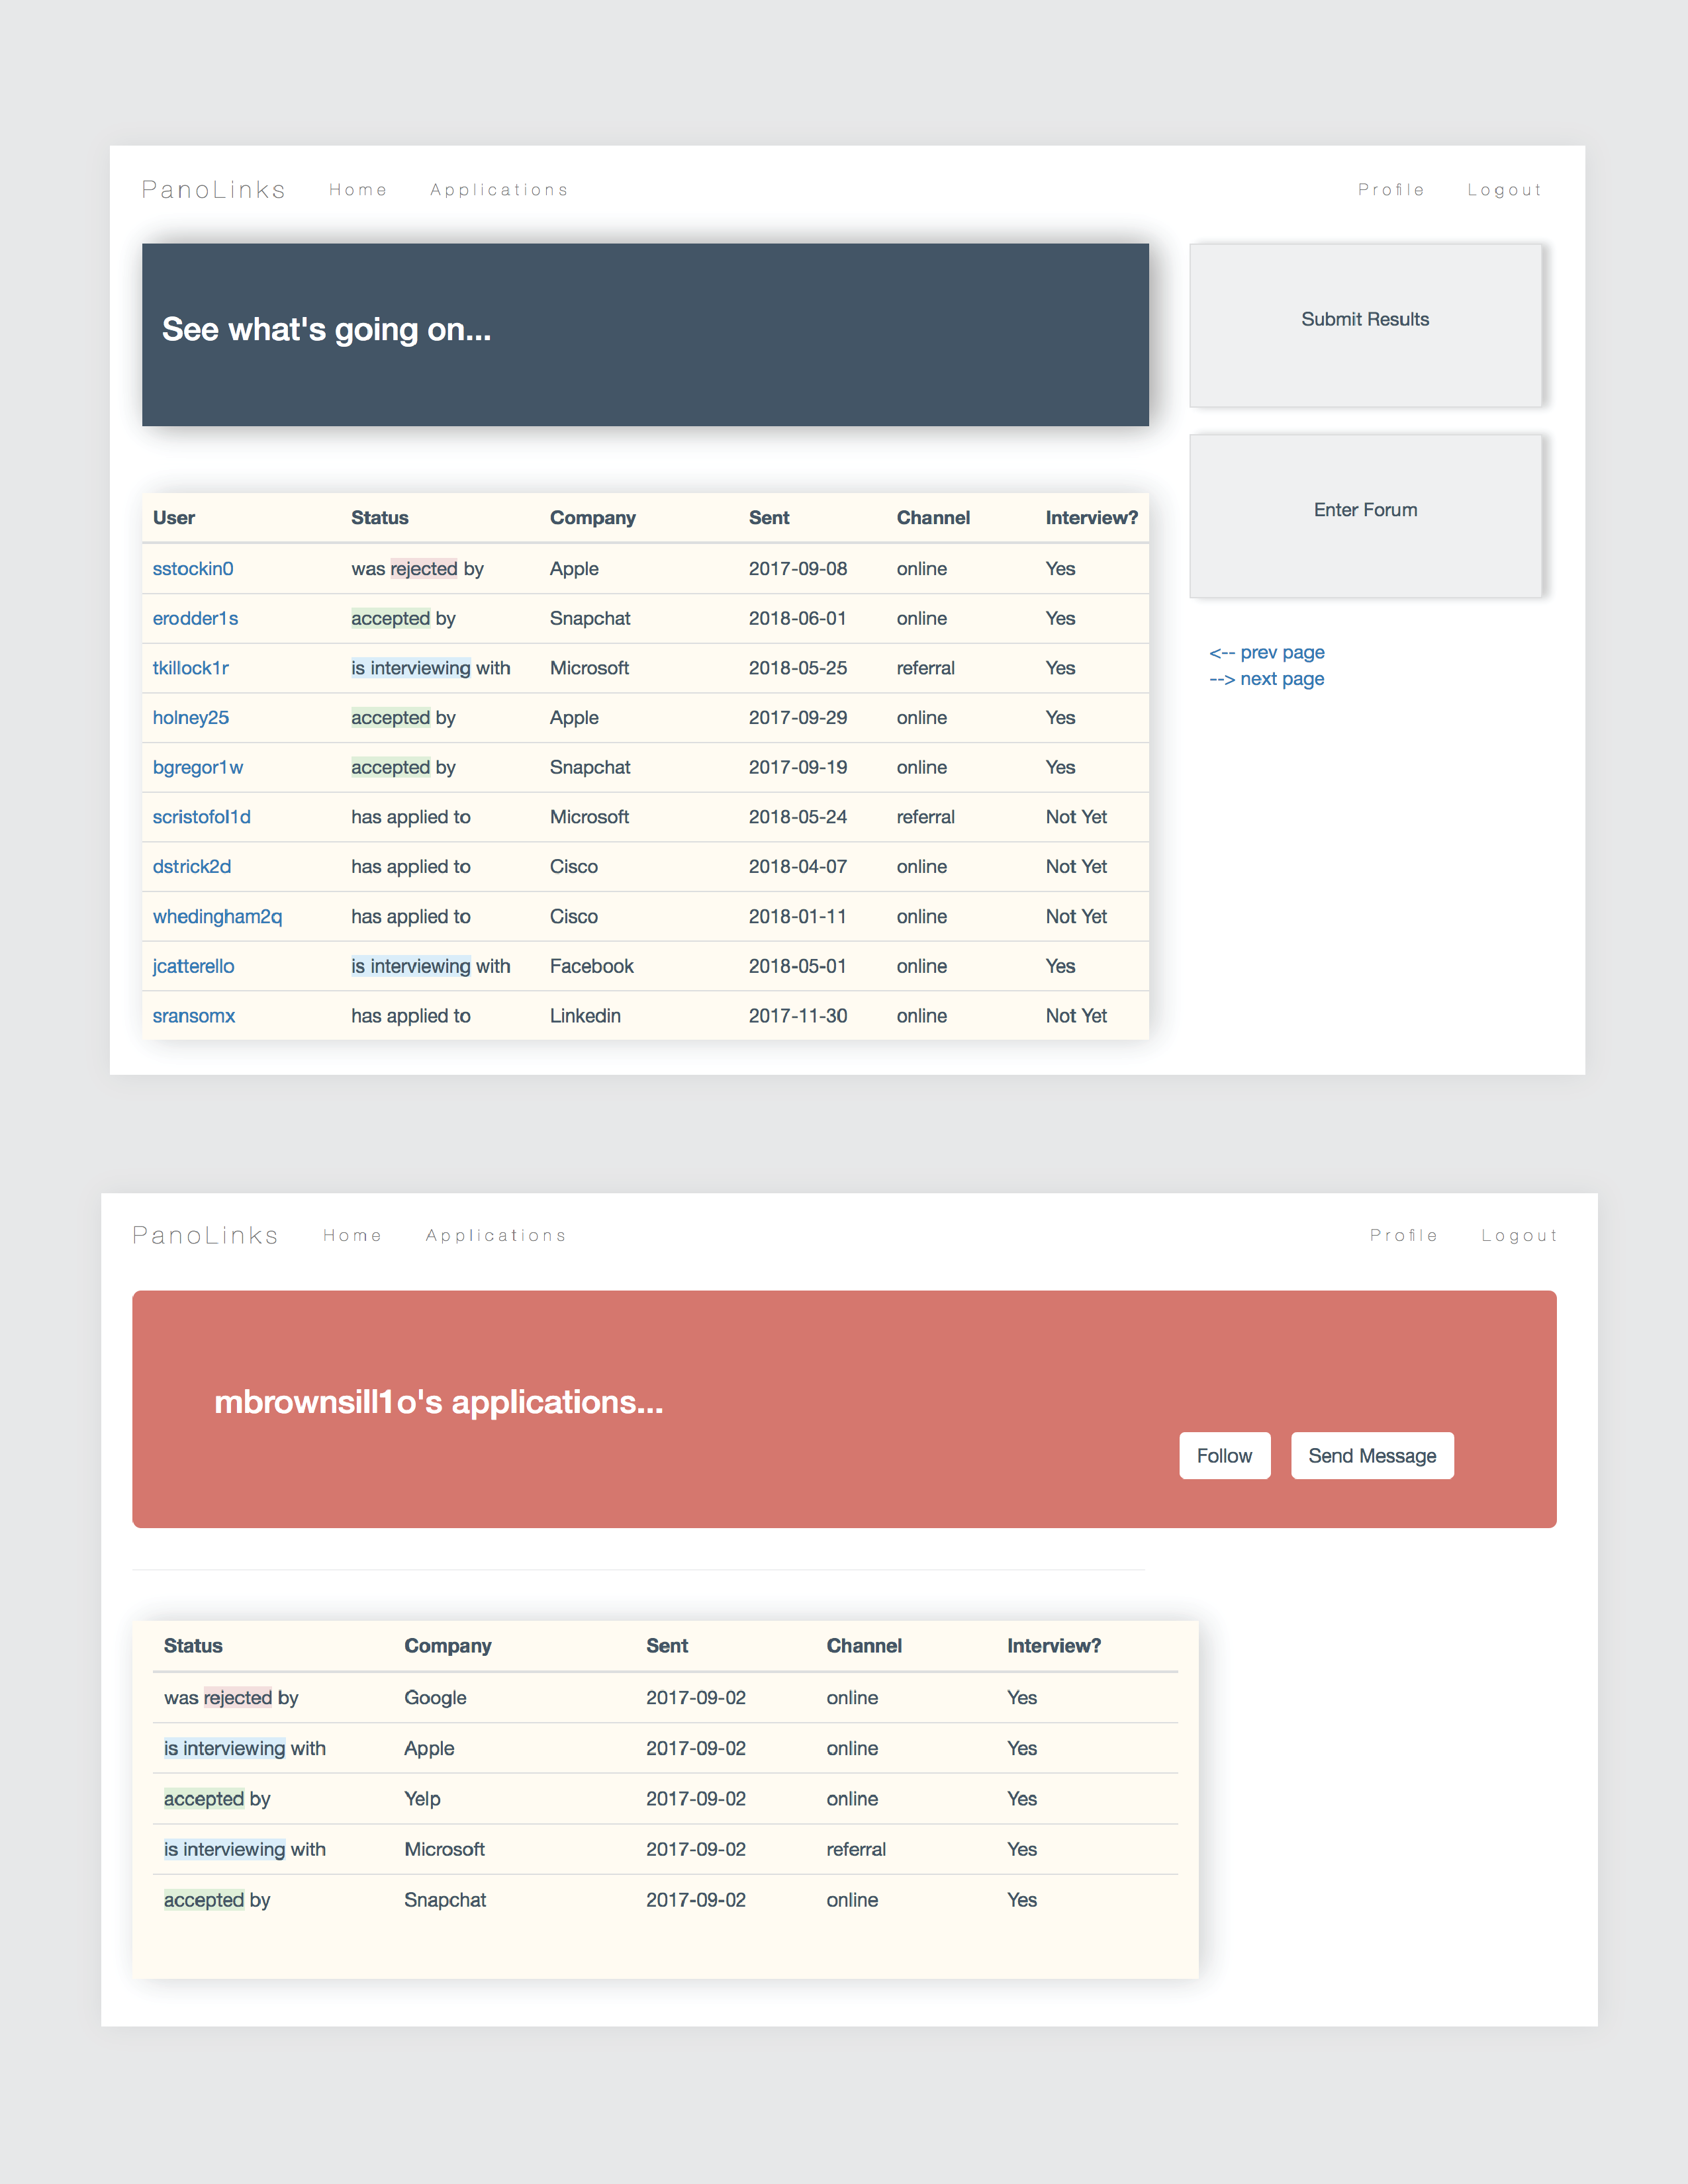 PanoLinks Home Applications Profile Logout
See what's going on...
Submit Results
Enter Forum
<-- prev page
--> next page
User Status Company Sent Channel Interview?
sstockin0 was rejected by Apple 2017-09-08 online Yes
erodder1s accepted by Snapchat 2018-06-01 online Yes
tkillock1r is interviewing with Microsoft 2018-05-25 referral Yes
holney25 accepted by Apple 2017-09-29 online Yes
bgregor1w accepted by Snapchat 2017-09-19 online Yes
scristofol1d has applied to Microsoft 2018-05-24 referral Not Yet
dstrick2d has applied to Cisco 2018-04-07 online Not Yet
whedingham2q has applied to Cisco 2018-01-11 online Not Yet
jcatterello is interviewing with Facebook 2018-05-01 online Yes
sransomx has applied to Linkedin 2017-11-30 online Not Yet
PanoLinks Home Applications Profile Logout
mbrownsill1o's applications...
Follow Send Message
Status Company Sent Channel Interview?
was rejected by Google 2017-09-02 online Yes
is interviewing with Apple 2017-09-02 online Yes
accepted by Yelp 2017-09-02 online Yes
is interviewing with Microsoft 2017-09-02 referral Yes
accepted by Snapchat 2017-09-02 online Yes